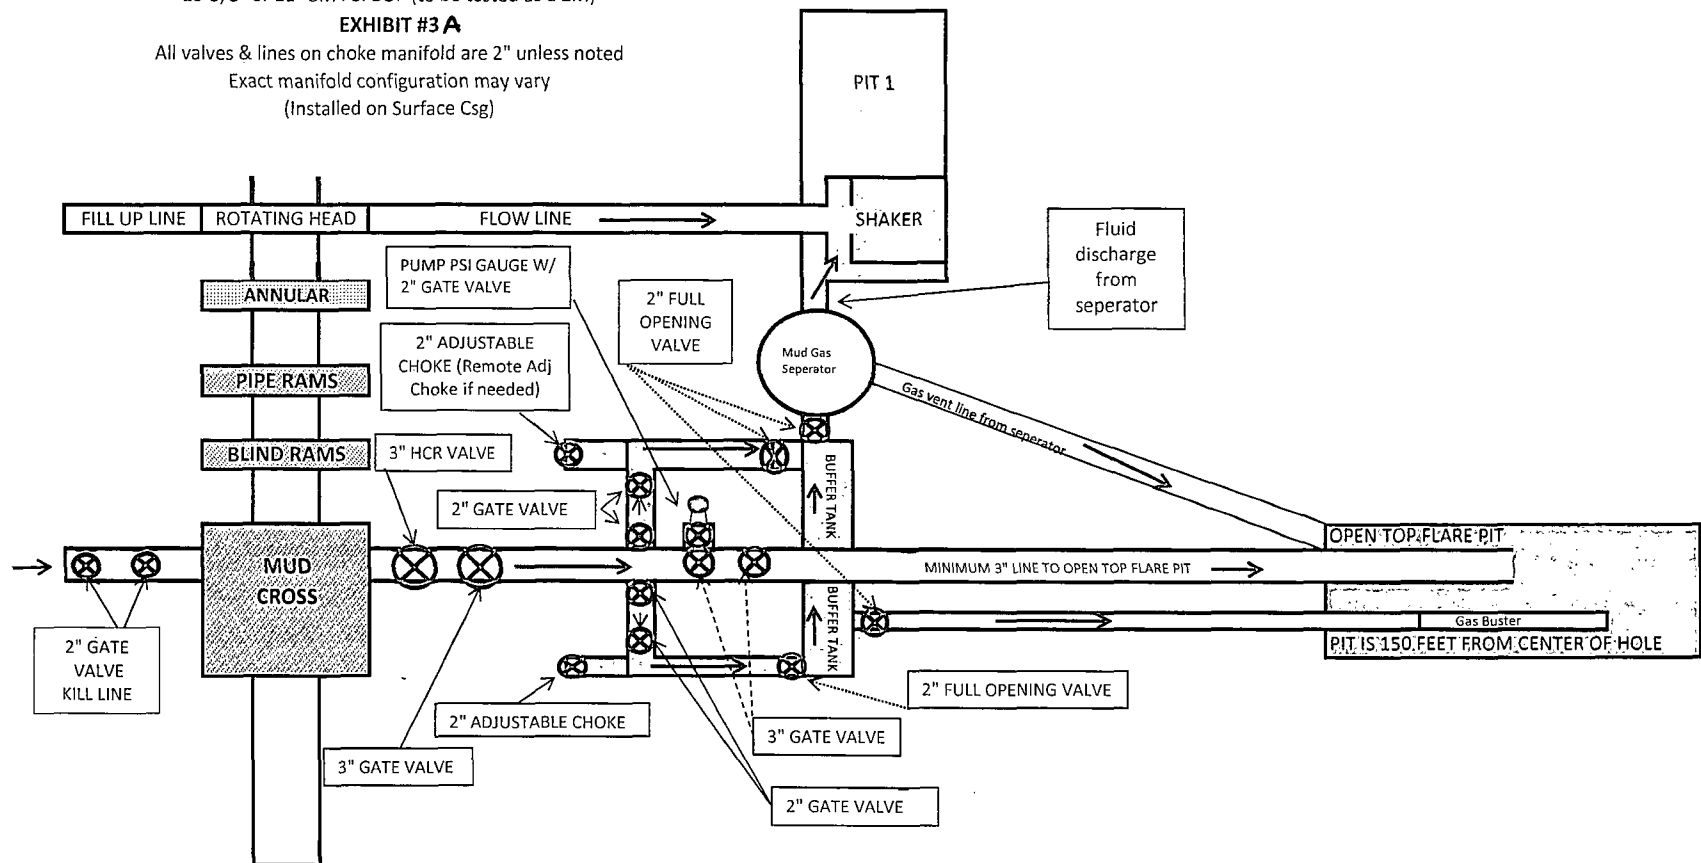 EXHIBIT #3 A
All valves & lines on choke manifold are 2" unless noted
Exact manifold configuration may vary
(Installed on Surface Csg)
PIT 1
FILL UP LINE
ROTATING HEAD
FLOW LINE
SHAKER
Fluid
discharge
from
seperator
PUMP PSI GAUGE W/
2" GATE VALVE
ANNULAR
2" FULL
OPENING
VALVE
2" ADJUSTABLE
CHOKE (Remote Adj
Choke if needed)
Mud Gas
Seperator
PIPE RAMS
Gas vent line from seperator
BLIND RAMS
3" HCR VALVE
2" GATE VALVE
BUFFER TANK
MUD
CROSS
OPEN TOP FLARE PIT
MINIMUM 3" LINE TO OPEN TOP FLARE PIT
BUFFER TANK
Gas Buster
PIT IS 150 FEET FROM CENTER OF HOLE
2" GATE
VALVE
KILL LINE
2" FULL OPENING VALVE
2" ADJUSTABLE CHOKE
3" GATE VALVE
3" GATE VALVE
2" GATE VALVE